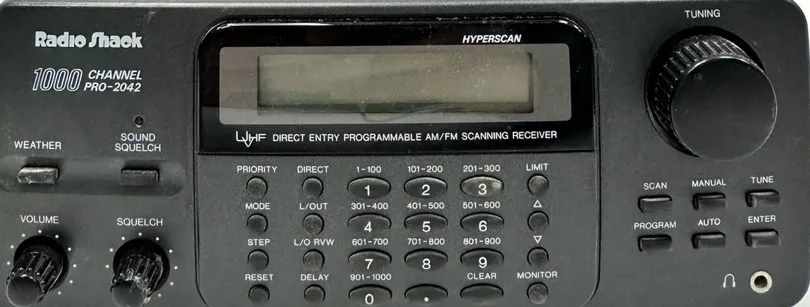 Radio Shack
1000 CHANNEL
PRO-2042
TUNING
HYPERSCAN
UVHF DIRECT ENTRY PROGRAMMABLE AM/FM SCANNING RECEIVER
WEATHER
SOUND
SQUELCH
VOLUME
SQUELCH
PRIORITY DIRECT 1-100 101-200 201-300 LIMIT
1 2 3
MODE L/OUT 301-400 401-500 501-600 △
4 5 6
STEP L/O RVW 601-700 701-800 801-900 ▽
7 8 9
RESET DELAY 901-1000 CLEAR MONITOR
0 .
SCAN MANUAL TUNE
PROGRAM AUTO ENTER